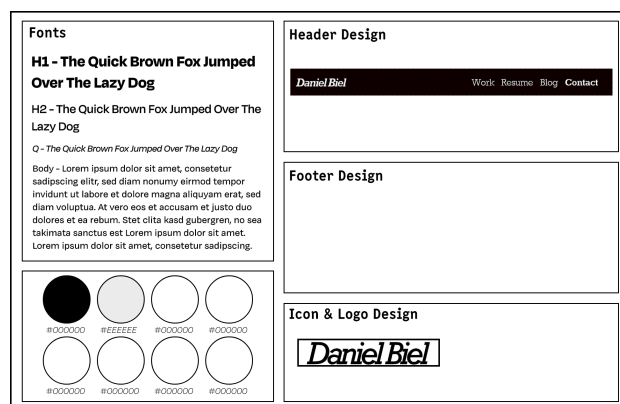 Fonts
H1 - The Quick Brown Fox Jumped
Over The Lazy Dog
H2 - The Quick Brown Fox Jumped Over The
Lazy Dog
Q - The Quick Brown Fox Jumped Over The Lazy Dog
Body - Lorem ipsum dolor sit amet, consetetur
sadipscing elitr, sed diam nonumy eirmod tempor
invidunt ut labore et dolore magna aliquyam erat, sed
diam voluptua. At vero eos et accusam et justo duo
dolores et ea rebum. Stet clita kasd gubergren, no sea
takimata sanctus est Lorem ipsum dolor sit amet.
Lorem ipsum dolor sit amet, consetetur sadipscing.
#000000 #EEEEEE #000000 #000000
#000000 #000000 #000000 #000000
Header Design
Daniel Biel Work Resume Blog Contact
Footer Design
Icon & Logo Design
Daniel Biel